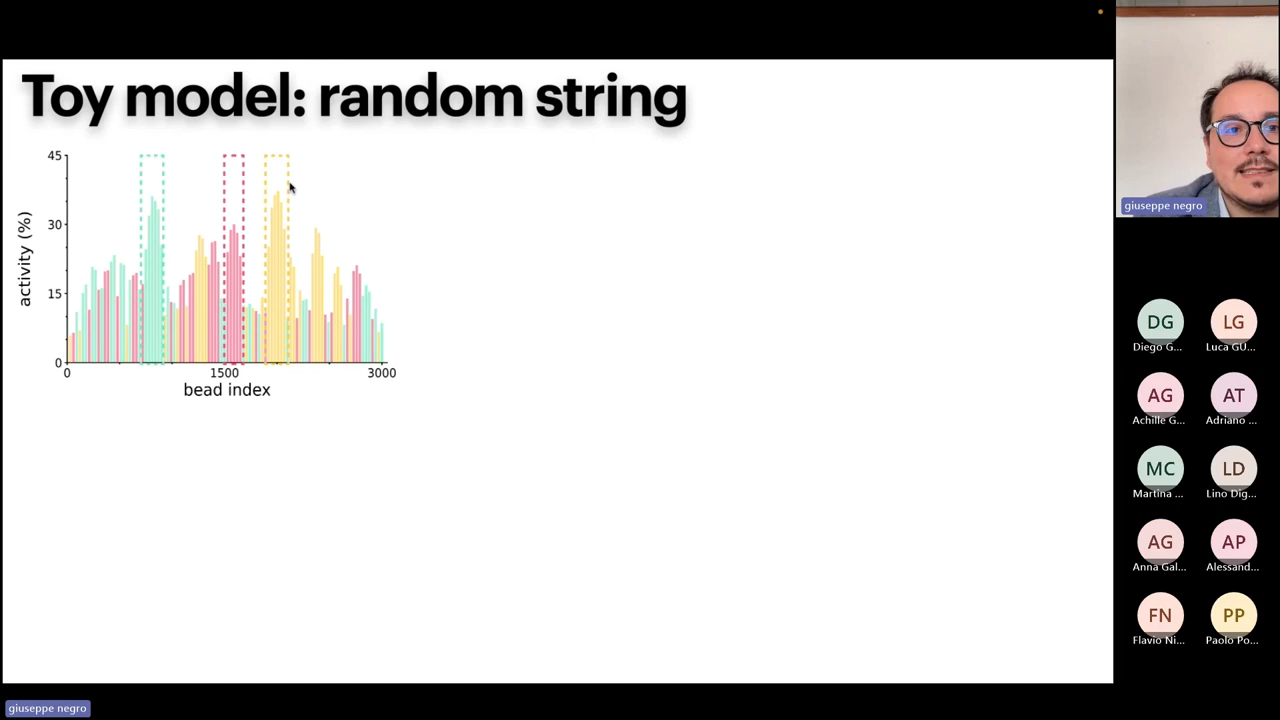 Toy model: random string
45
30
15
0
activity (%)
0 1500 3000
bead index
giuseppe negro
DG LG
Diego G... Luca GU...
AG AT
Achille G... Adriano ...
MC LD
Martina ... Lino Dig...
AG AP
Anna Gal... Alessand...
FN PP
Flavio Ni... Paolo Po...
giuseppe negro